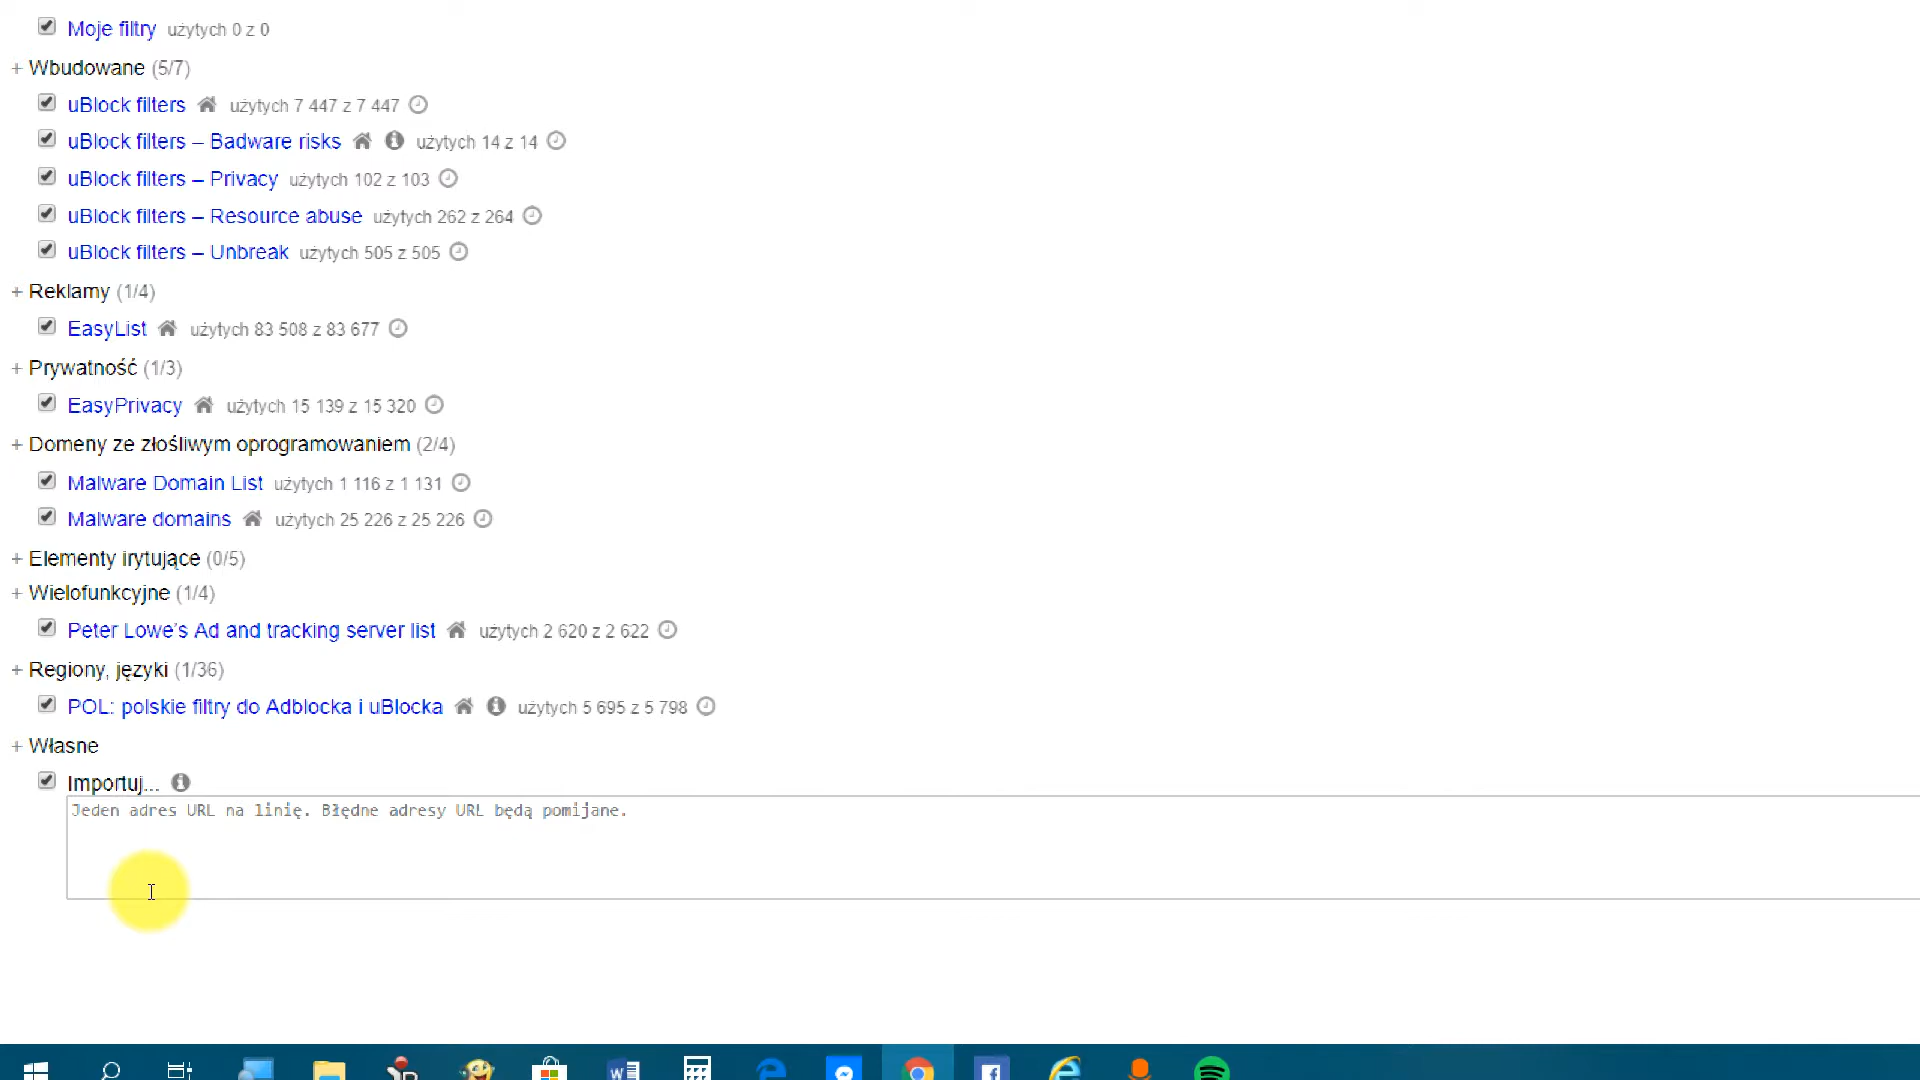 Moje filtry użytych 0 z 0
+ Wbudowane (5/7)
uBlock filters użytych 7 447 z 7 447
uBlock filters – Badware risks użytych 14 z 14
uBlock filters – Privacy użytych 102 z 103
uBlock filters – Resource abuse użytych 262 z 264
uBlock filters – Unbreak użytych 505 z 505
+ Reklamy (1/4)
EasyList użytych 83 508 z 83 677
+ Prywatność (1/3)
EasyPrivacy użytych 15 139 z 15 320
+ Domeny ze złośliwym oprogramowaniem (2/4)
Malware Domain List użytych 1 116 z 1 131
Malware domains użytych 25 226 z 25 226
+ Elementy irytujące (0/5)
+ Wielofunkcyjne (1/4)
Peter Lowe's Ad and tracking server list użytych 2 620 z 2 622
+ Regiony, języki (1/36)
POL: polskie filtry do Adblocka i uBlocka użytych 5 695 z 5 798
+ Własne
Importuj...
Jeden adres URL na linię. Błędne adresy URL będą pomijane.